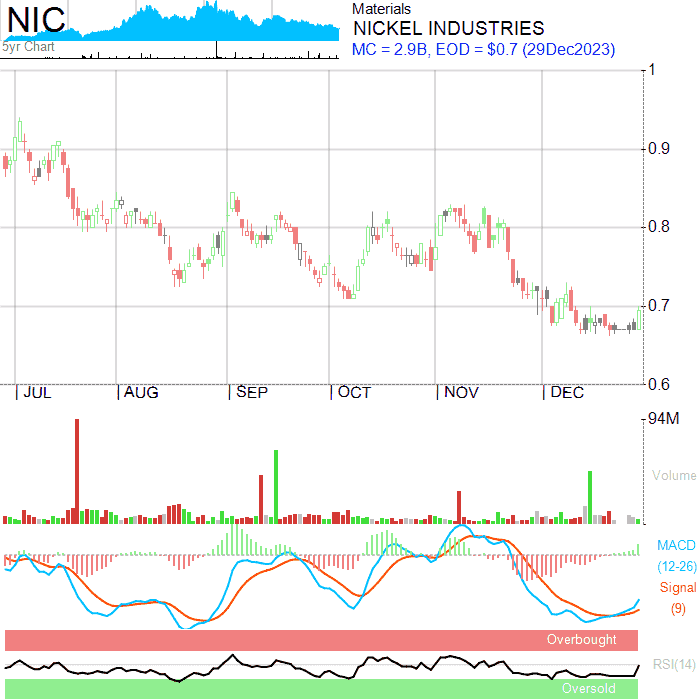 NIC
5yr Chart
Materials
NICKEL INDUSTRIES
MC = 2.9B, EOD = $0.7 (29Dec2023)
1
0.9
0.8
0.7
0.6
JUL AUG SEP OCT NOV DEC
94M
Volume
MACD
(12-26)
Signal
(9)
Overbought
RSI(14)
Oversold